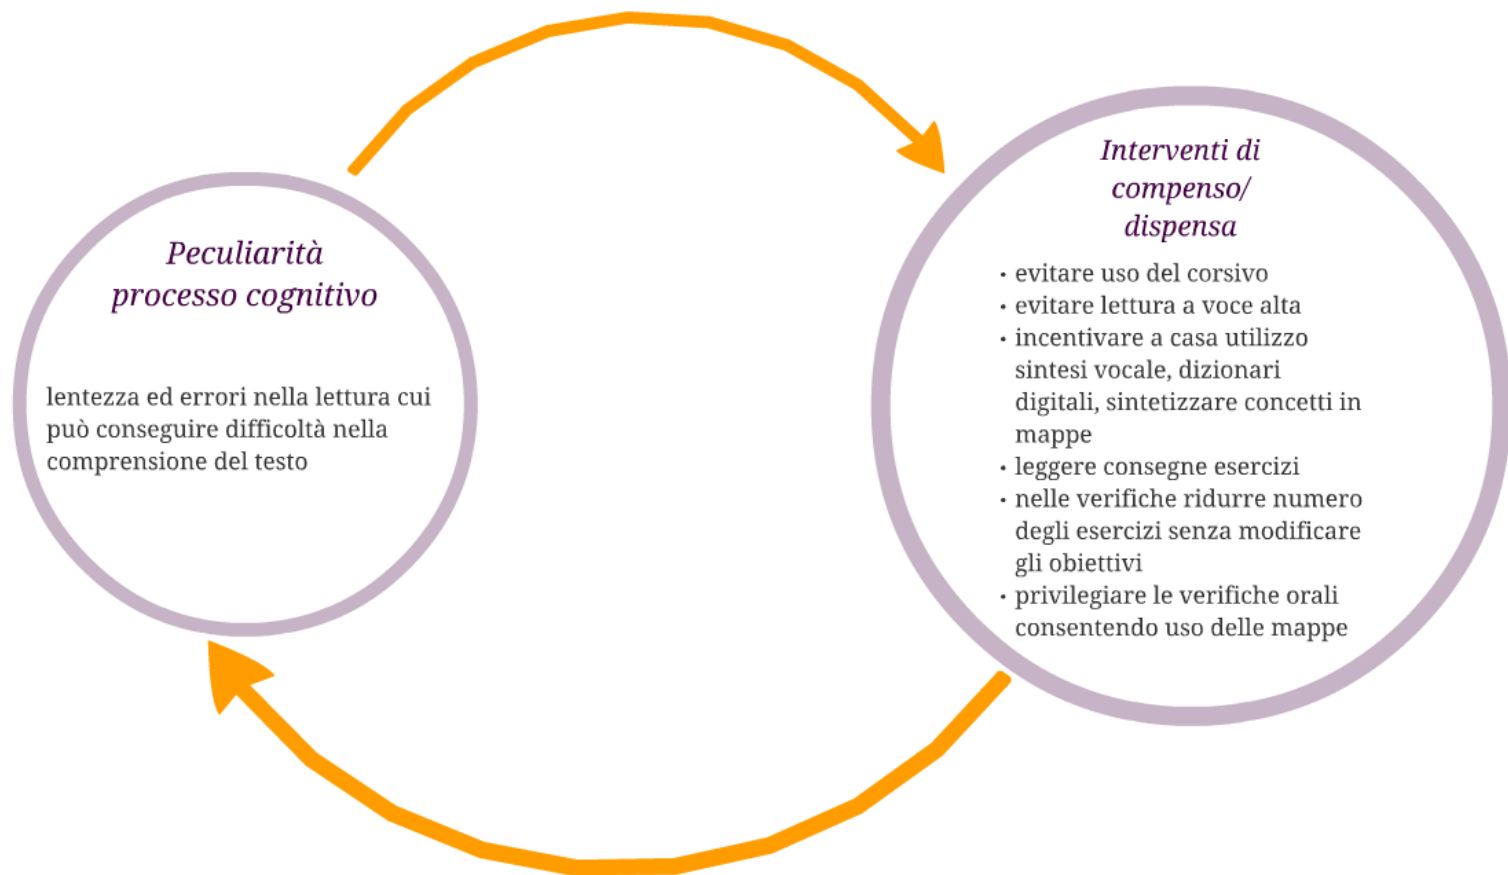 Peculiarità
processo cognitivo
lentezza ed errori nella lettura cui
può conseguire difficoltà nella
comprensione del testo
Interventi di
compenso/
dispensa
• evitare uso del corsivo
• evitare lettura a voce alta
• incentivare a casa utilizzo
sintesi vocale, dizionari
digitali, sintetizzare concetti in
mappe
• leggere consegne esercizi
• nelle verifiche ridurre numero
degli esercizi senza modificare
gli obiettivi
• privilegiare le verifiche orali
consentendo uso delle mappe